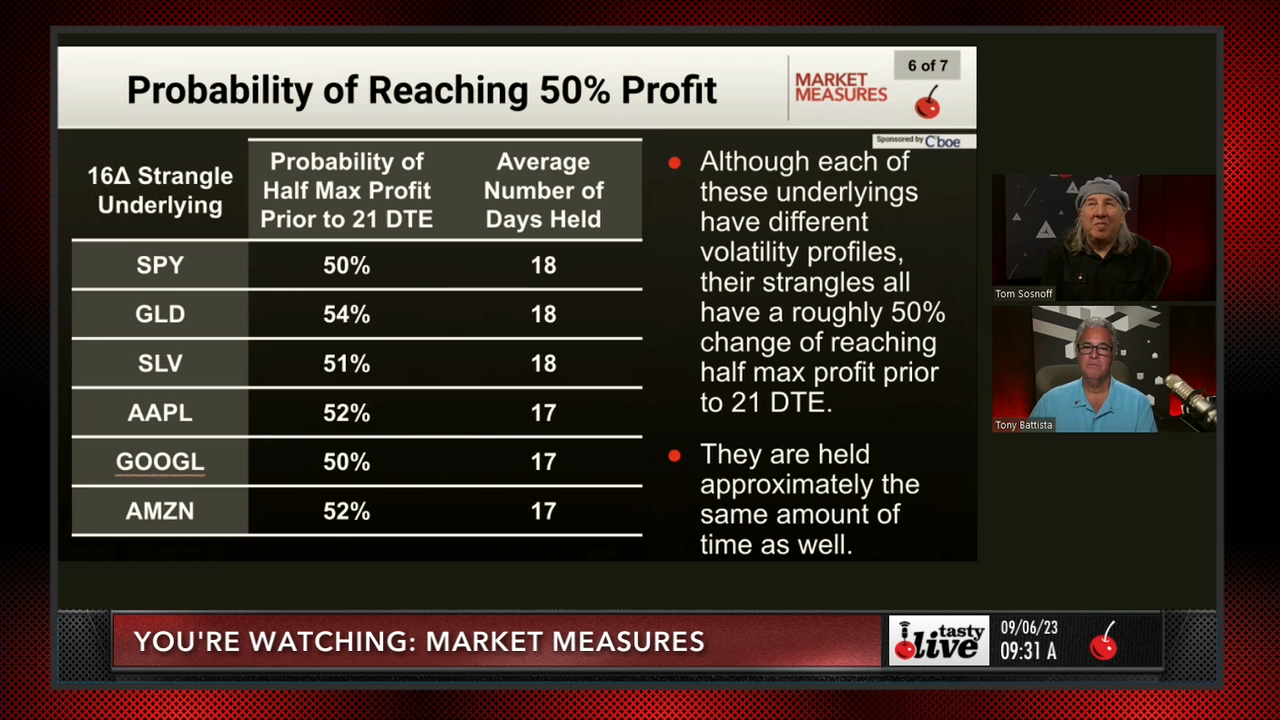 Probability of Reaching 50% Profit
MARKET
MEASURES
6 of 7
Sponsored by Cboe
16Δ Strangle
Underlying
Probability of
Half Max Profit
Prior to 21 DTE
Average
Number of
Days Held
SPY 50% 18
GLD 54% 18
SLV 51% 18
AAPL 52% 17
GOOGL 50% 17
AMZN 52% 17
Although each of
these underlyings
have different
volatility profiles,
their strangles all
have a roughly 50%
change of reaching
half max profit prior
to 21 DTE.
They are held
approximately the
same amount of
time as well.
Tom Sosnoff
Tony Battista
YOU'RE WATCHING: MARKET MEASURES
tasty
live
09/06/23
09:31 A